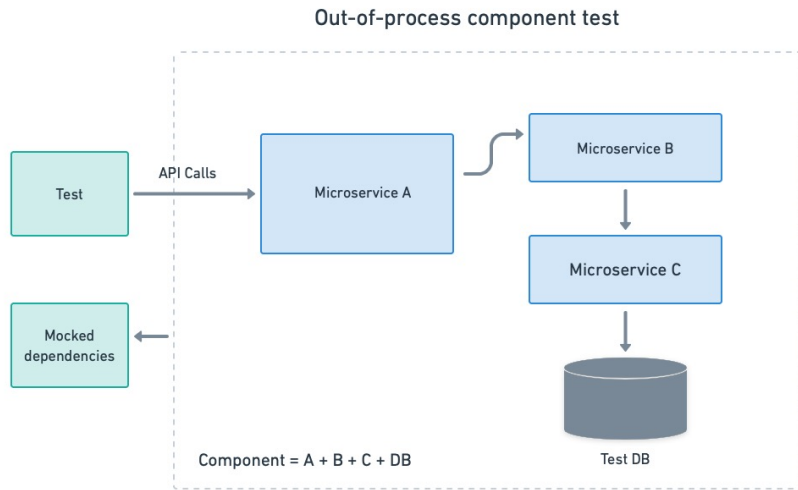 Out-of-process component test
Test
API Calls
Microservice A
Microservice B
Microservice C
Mocked
dependencies
Component = A + B + C + DB
Test DB